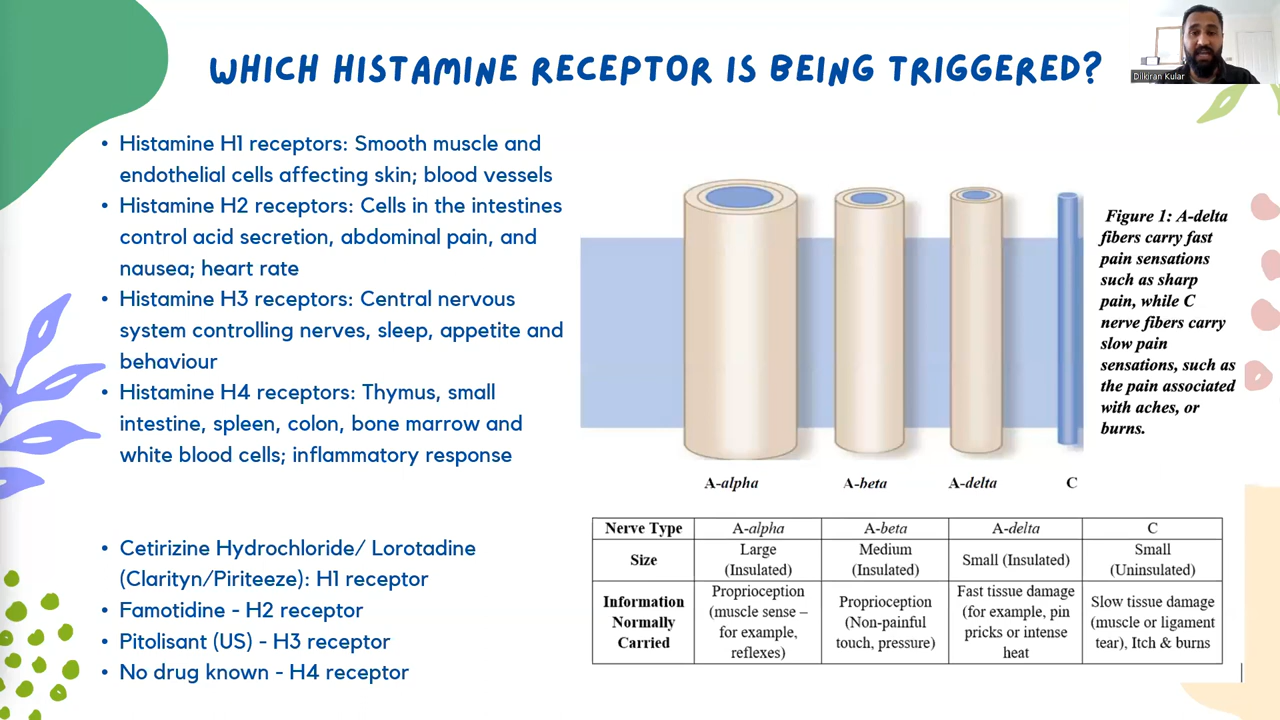 WHICH HISTAMINE RECEPTOR IS BEING TRIGGERED?
Dilkiran Kular
• Histamine H1 receptors: Smooth muscle and
endothelial cells affecting skin; blood vessels
• Histamine H2 receptors: Cells in the intestines
control acid secretion, abdominal pain, and
nausea; heart rate
• Histamine H3 receptors: Central nervous
system controlling nerves, sleep, appetite and
behaviour
• Histamine H4 receptors: Thymus, small
intestine, spleen, colon, bone marrow and
white blood cells; inflammatory response
• Cetirizine Hydrochloride/ Lorotadine
(Clarityn/Piriteeze): H1 receptor
• Famotidine - H2 receptor
• Pitolisant (US) - H3 receptor
• No drug known - H4 receptor
Figure 1: A-delta
fibers carry fast
pain sensations
such as sharp
pain, while C
nerve fibers carry
slow pain
sensations, such as
the pain associated
with aches, or
burns.
A-alpha A-beta A-delta C
Nerve Type A-alpha A-beta A-delta C
Size
Large
(Insulated)
Medium
(Insulated)
Small (Insulated)
Small
(Uninsulated)
Information
Normally
Carried
Proprioception
(muscle sense –
for example,
reflexes)
Proprioception
(Non-painful
touch, pressure)
Fast tissue damage
(for example, pin
pricks or intense
heat
Slow tissue damage
(muscle or ligament
tear), Itch & burns